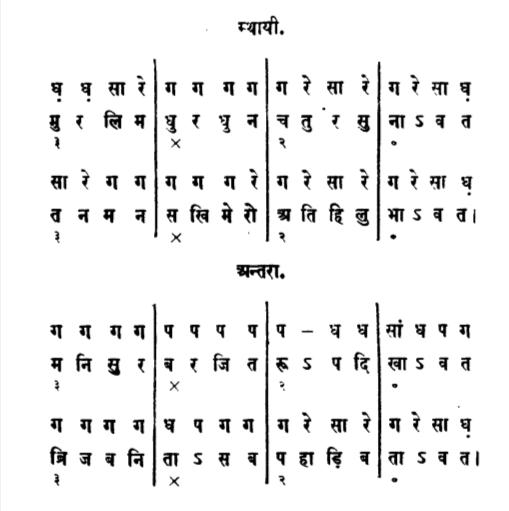 स्थायी.
ध़ ध़ सा रे | ग ग ग ग | ग रे सा रे | ग रे सा ध़
मु र लि म | धु र धु न | च तु र सु | ना ऽ व त
३ × २ ०
सा रे ग ग | ग ग ग रे | ग रे सा रे | ग रे सा ध़
त न म न | स खि मे रो | अ ति हि लु | भा ऽ व त।
३ × २ ०
अन्तरा.
ग ग ग ग | प प प प | प – ध ध | सां ध प ग
म नि सु र | ब र जि त | रू ऽ प दि | खा ऽ व त
३ × २ ०
ग ग ग ग | ध प ग ग | ग रे सा रे | ग रे सा ध़
ब्रि ज ब नि | ता ऽ स ब | प हा ड़ि ब | ता ऽ व त।
३ × २ ०